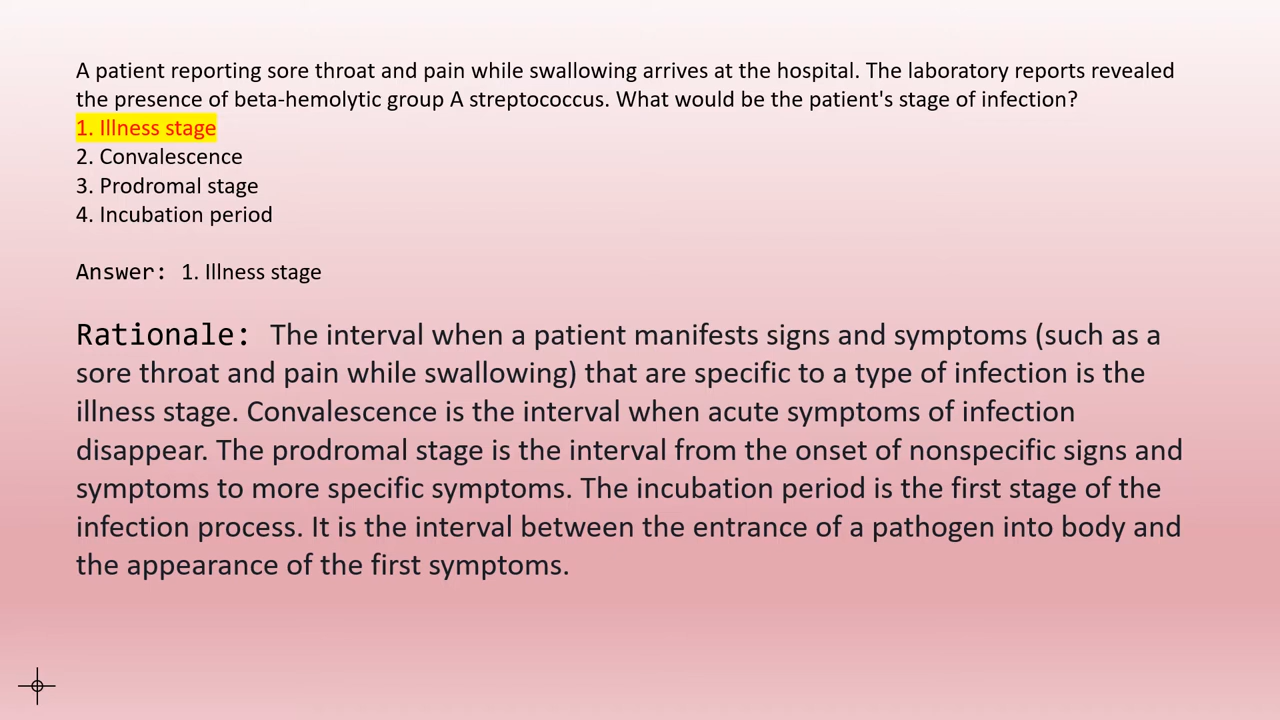 A patient reporting sore throat and pain while swallowing arrives at the hospital. The laboratory reports revealed
the presence of beta-hemolytic group A streptococcus. What would be the patient's stage of infection?
1. Illness stage
2. Convalescence
3. Prodromal stage
4. Incubation period
Answer: 1. Illness stage
Rationale: The interval when a patient manifests signs and symptoms (such as a
sore throat and pain while swallowing) that are specific to a type of infection is the
illness stage. Convalescence is the interval when acute symptoms of infection
disappear. The prodromal stage is the interval from the onset of nonspecific signs and
symptoms to more specific symptoms. The incubation period is the first stage of the
infection process. It is the interval between the entrance of a pathogen into body and
the appearance of the first symptoms.